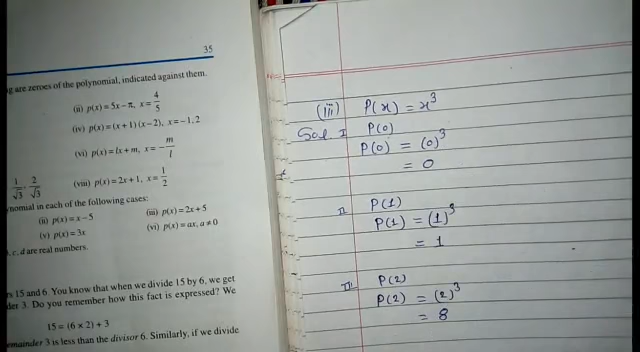 35
are zeroes of the polynomial, indicated against them.
(ii) p(x) = 5x – π, x = 4/5
(iv) p(x) = (x + 1) (x – 2), x = – 1, 2
(vi) p(x) = lx + m, x = – m/l
1/√3, 2/√3 (viii) p(x) = 2x + 1, x = 1/2
in each of the following cases:
(ii) p(x) = x – 5 (iii) p(x) = 2x + 5
(v) p(x) = 3x (vi) p(x) = ax, a ≠ 0
c, d are real numbers.
15 and 6. You know that when we divide 15 by 6, we get
3. Do you remember how this fact is expressed? We
15 = (6 × 2) + 3
remainder 3 is less than the divisor 6. Similarly, if we divide
(iii) P(x) = x³
Sol I P(0)
P(0) = (0)³
= 0
II P(1)
P(1) = (1)³
= 1
III P(2)
P(2) = (2)³
= 8